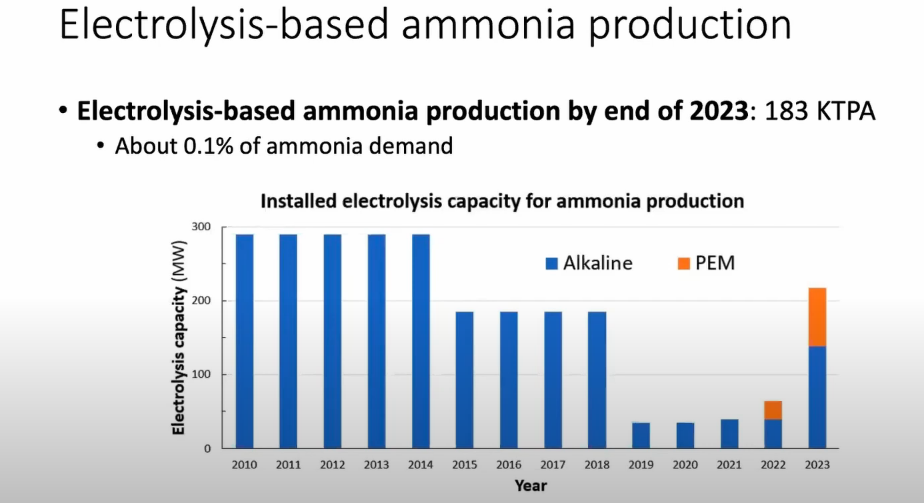 Electrolysis-based ammonia production
• Electrolysis-based ammonia production by end of 2023: 183 KTPA
• About 0.1% of ammonia demand
Installed electrolysis capacity for ammonia production
Electrolysis capacity (MW)
300
200
100
0
Alkaline PEM
2010 2011 2012 2013 2014 2015 2016 2017 2018 2019 2020 2021 2022 2023
Year